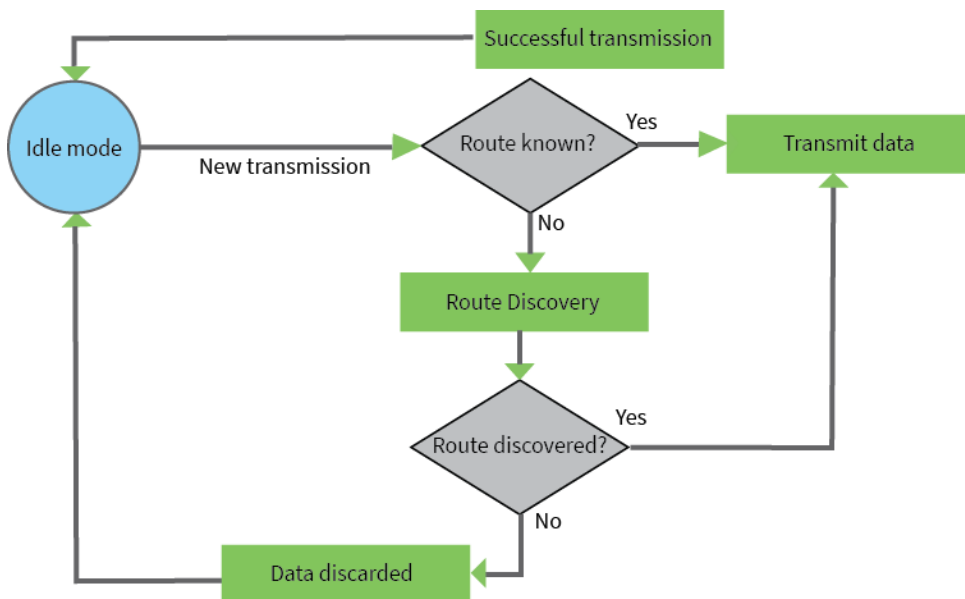 Successful transmission
Idle mode
New transmission
Route known?
Yes
Transmit data
No
Route Discovery
Route discovered?
Yes
No
Data discarded